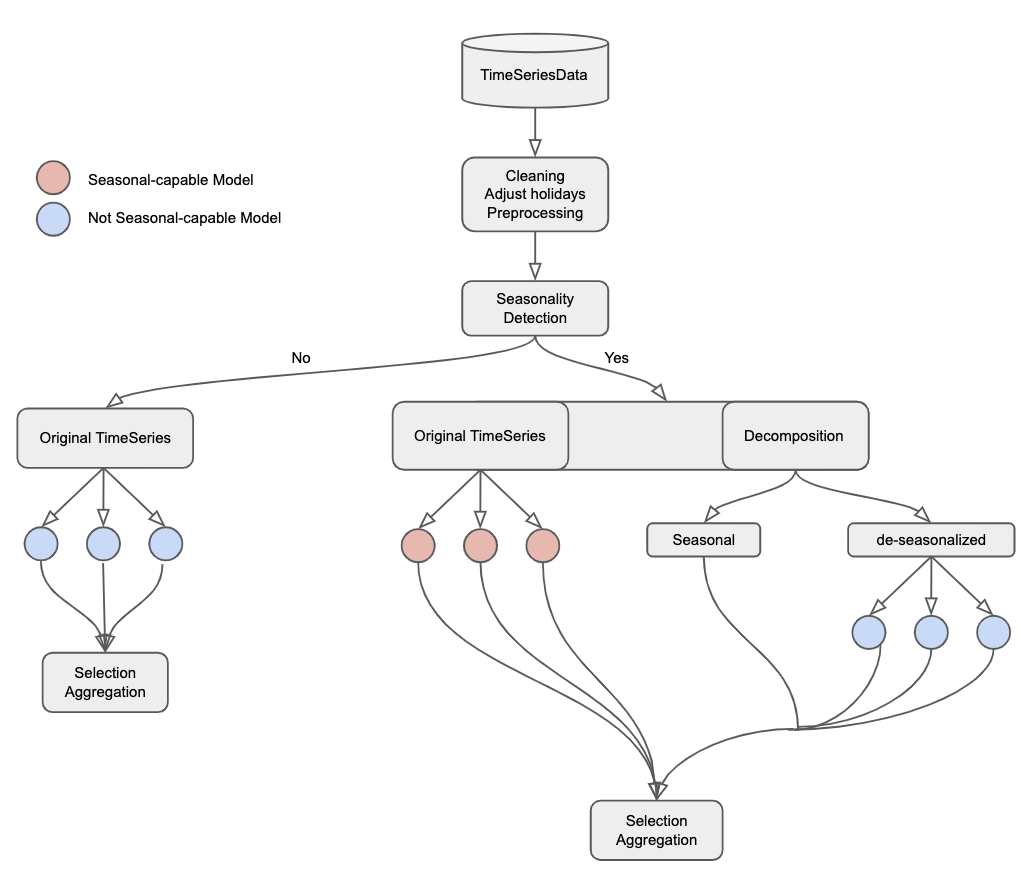 TimeSeriesData
Cleaning
Adjust holidays
Preprocessing
Seasonal-capable Model
Not Seasonal-capable Model
Seasonality
Detection
No
Yes
Original TimeSeries
Original TimeSeries
Decomposition
Seasonal
de-seasonalized
Selection
Aggregation
Selection
Aggregation